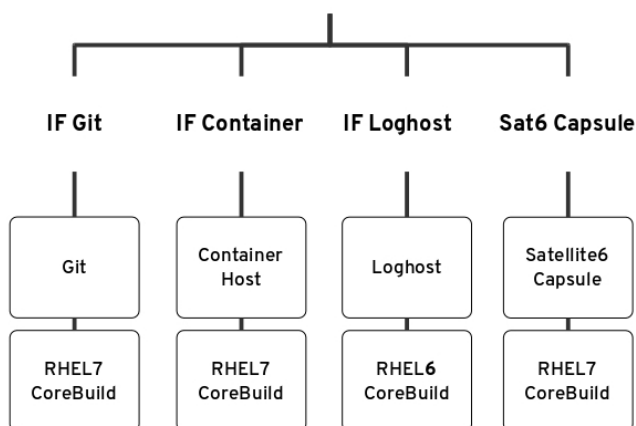 IF Git
IF Container
IF Loghost
Sat6 Capsule
Git
Container
Host
Loghost
Satellite6
Capsule
RHEL7
CoreBuild
RHEL7
CoreBuild
RHEL6
CoreBuild
RHEL7
CoreBuild